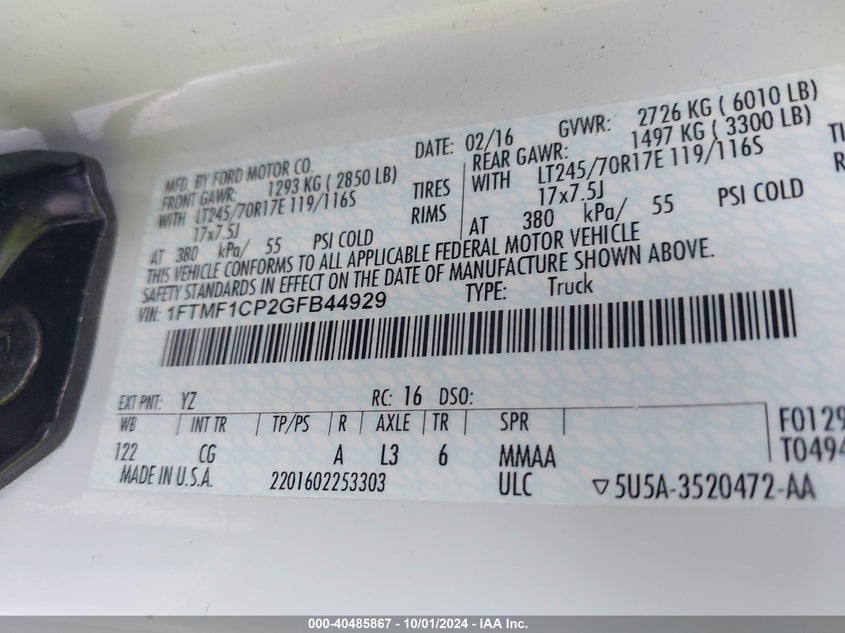 MFD. BY FORD MOTOR CO. DATE: 02/16 GVWR: 2726 KG ( 6010 LB)
FRONT GAWR: 1293 KG ( 2850 LB) REAR GAWR: 1497 KG ( 3300 LB)
WITH LT245/70R17E 119/116S TIRES WITH LT245/70R17E 119/116S
17x7.5J RIMS 17x7.5J
AT 380 kPa/ 55 PSI COLD AT 380 kPa/ 55 PSI COLD
THIS VEHICLE CONFORMS TO ALL APPLICABLE FEDERAL MOTOR VEHICLE
SAFETY STANDARDS IN EFFECT ON THE DATE OF MANUFACTURE SHOWN ABOVE.
VIN: 1FTMF1CP2GFB44929 TYPE: Truck
EXT PNT: YZ RC: 16 DSO:
WB INT TR TP/PS R AXLE TR SPR F0129
122 CG A L3 6 MMAA T0494
MADE IN U.S.A. 2201602253303 ULC 5U5A-3520472-AA
000-40485867 - 10/01/2024 - IAA Inc.